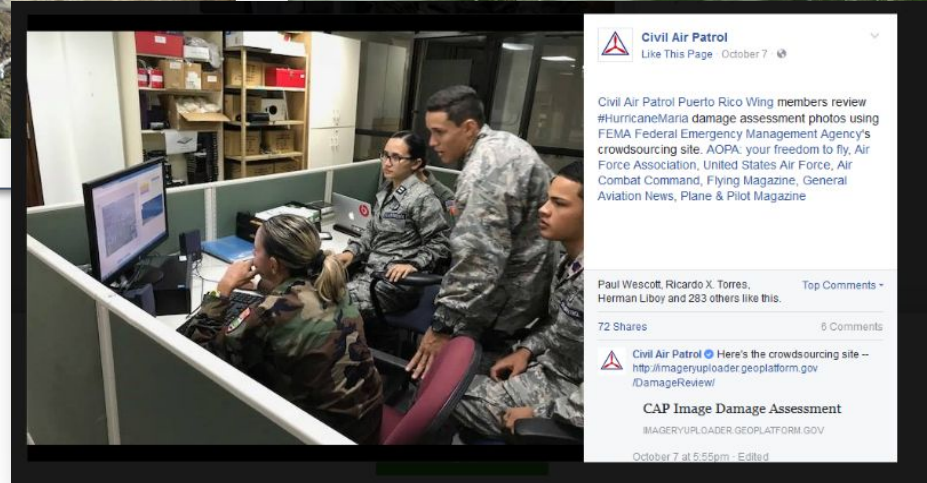 Civil Air Patrol
Like This Page · October 7 ·
Civil Air Patrol Puerto Rico Wing members review
#HurricaneMaria damage assessment photos using
FEMA Federal Emergency Management Agency's
crowdsourcing site. AOPA: your freedom to fly, Air
Force Association, United States Air Force, Air
Combat Command, Flying Magazine, General
Aviation News, Plane & Pilot Magazine
Paul Wescott, Ricardo X. Torres,
Herman Liboy and 283 others like this.
Top Comments
72 Shares
6 Comments
Civil Air Patrol Here's the crowdsourcing site --
http://imageryuploader.geoplatform.gov
/DamageReview/
CAP Image Damage Assessment
IMAGERYUPLOADER.GEOPLATFORM.GOV
October 7 at 5:55pm · Edited